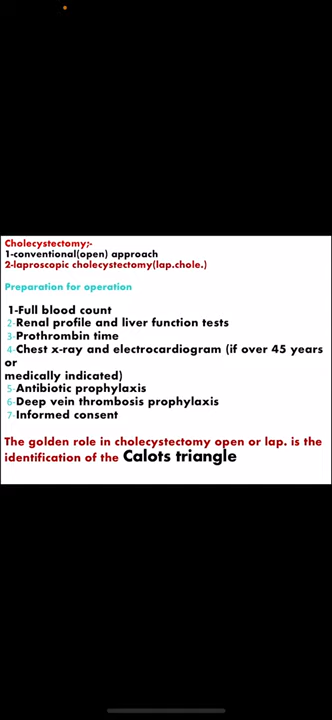 Cholecystectomy;-
1-conventional(open) approach
2-laproscopic cholecystectomy(lap.chole.)
Preparation for operation
1-Full blood count
2-Renal profile and liver function tests
3-Prothrombin time
4-Chest x-ray and electrocardiogram (if over 45 years
or
medically indicated)
5-Antibiotic prophylaxis
6-Deep vein thrombosis prophylaxis
7-Informed consent
The golden role in cholecystectomy open or lap. is the
identification of the Calots triangle